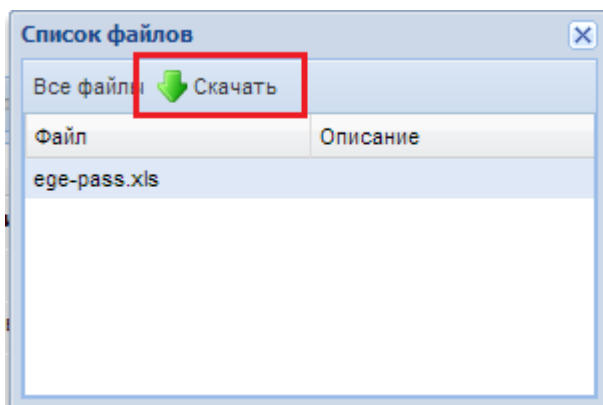 Список файлов
Все файлы Скачать
Файл Описание
ege-pass.xls